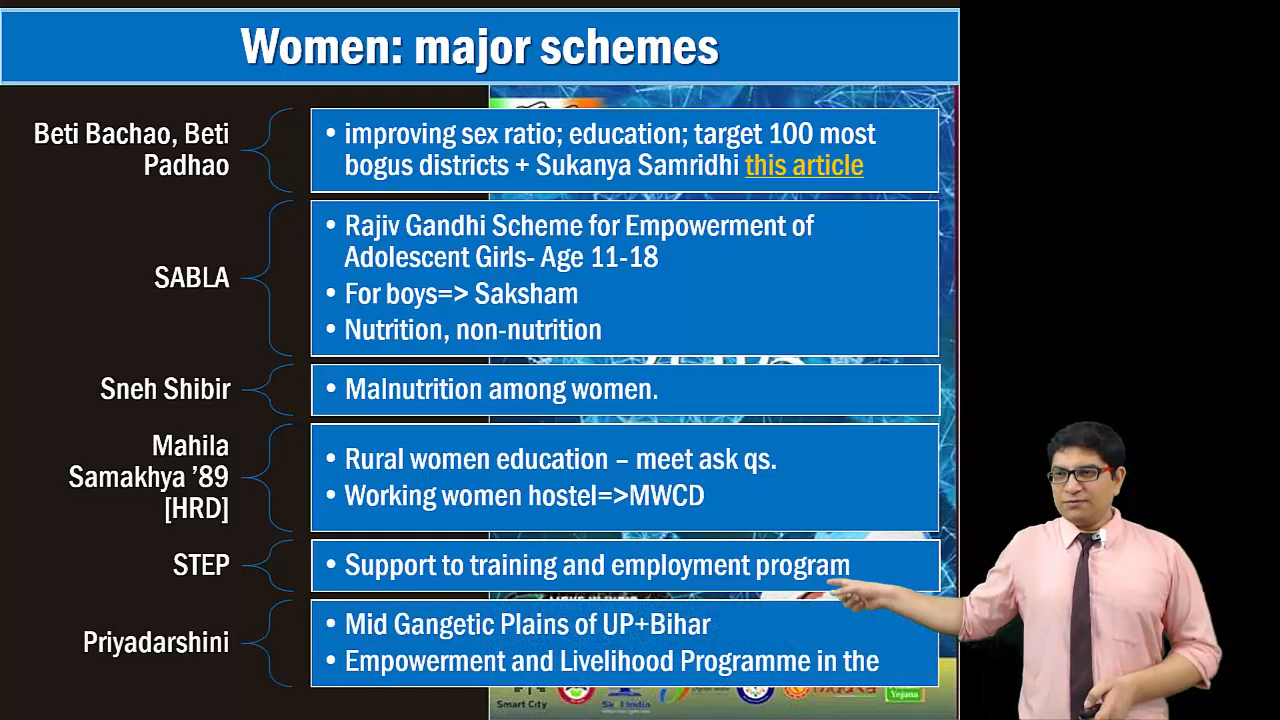 Women: major schemes
Beti Bachao, Beti
Padhao
• improving sex ratio; education; target 100 most
bogus districts + Sukanya Samridhi this article
SABLA
• Rajiv Gandhi Scheme for Empowerment of
Adolescent Girls- Age 11-18
• For boys=> Saksham
• Nutrition, non-nutrition
Sneh Shibir
• Malnutrition among women.
Mahila
Samakhya ’89
[HRD]
• Rural women education – meet ask qs.
• Working women hostel=>MWCD
STEP
• Support to training and employment program
Priyadarshini
• Mid Gangetic Plains of UP+Bihar
• Empowerment and Livelihood Programme in the
Smart City
Skill India
Yojana